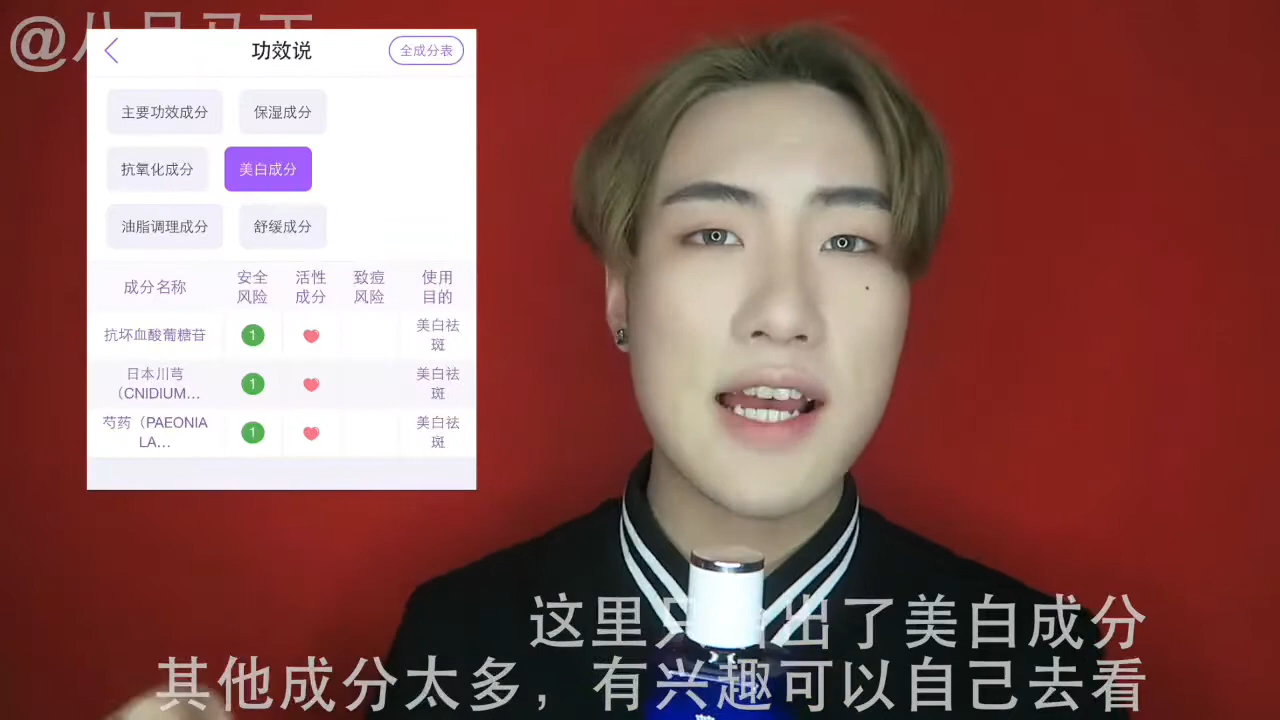 功效说
全成分表
主要功效成分
保湿成分
抗氧化成分
美白成分
油脂调理成分
舒缓成分
成分名称
安全
风险
活性
成分
致痘
风险
使用
目的
抗坏血酸葡糖苷
1
美白祛
斑
日本川芎
(CNIDIUM...
1
美白祛
斑
芍药(PAEONIA
LA...
1
美白祛
斑
这里只 出了美白成分
其他成分太多，有兴趣可以自己去看